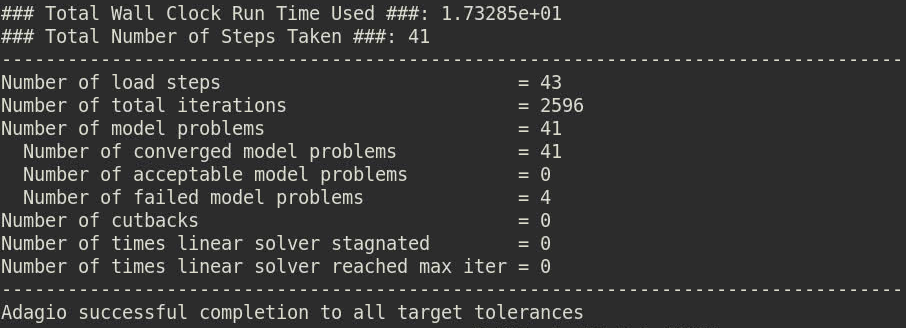 ### Total Wall Clock Run Time Used ###: 1.73285e+01
### Total Number of Steps Taken ###: 41
--------------------------------------------------------------------------------
Number of load steps                           = 43
Number of total iterations                     = 2596
Number of model problems                       = 41
  Number of converged model problems           = 41
  Number of acceptable model problems          = 0
  Number of failed model problems              = 4
Number of cutbacks                             = 0
Number of times linear solver stagnated        = 0
Number of times linear solver reached max iter = 0
--------------------------------------------------------------------------------
Adagio successful completion to all target tolerances